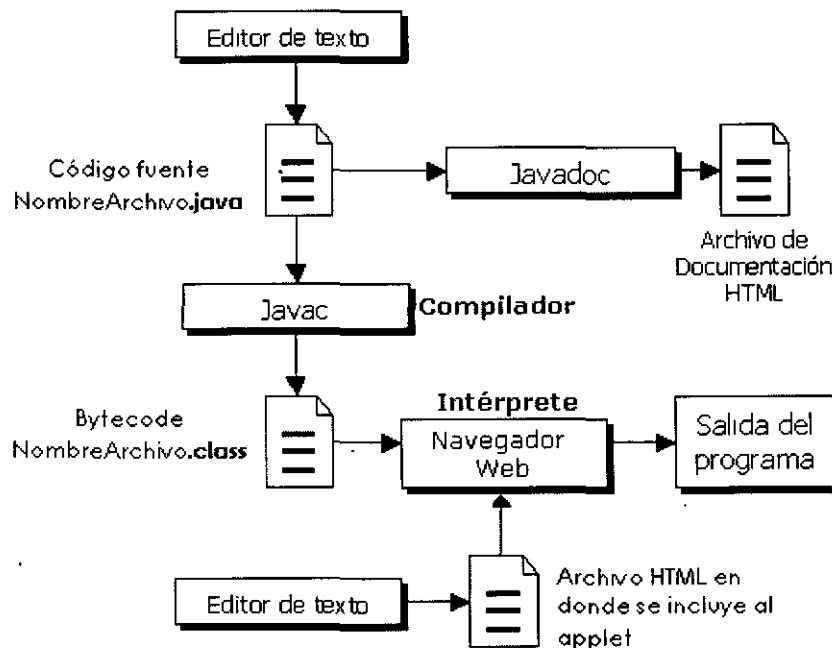 Editor de texto
Código fuente
NombreArchivo.java
Javadoc
Archivo de
Documentación
HTML
Javac
Compilador
Bytecode
NombreArchivo.class
Intérprete
Navegador
Web
Salida del
programa
Editor de texto
Archivo HTML en
donde se incluye al
applet